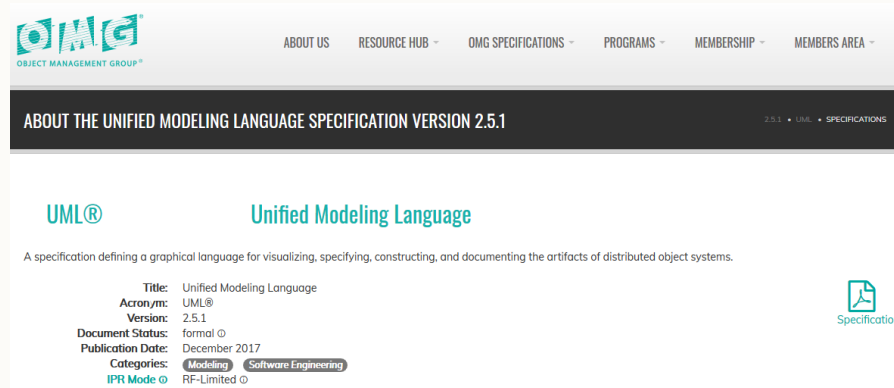 OMG®
OBJECT MANAGEMENT GROUP®
ABOUT US RESOURCE HUB OMG SPECIFICATIONS PROGRAMS MEMBERSHIP MEMBERS AREA
ABOUT THE UNIFIED MODELING LANGUAGE SPECIFICATION VERSION 2.5.1 2.5.1 • UML • SPECIFICATIONS
UML® Unified Modeling Language
A specification defining a graphical language for visualizing, specifying, constructing, and documenting the artifacts of distributed object systems.
Title: Unified Modeling Language
Acronym: UML®
Version: 2.5.1
Document Status: formal
Publication Date: December 2017
Categories: Modeling Software Engineering
IPR Mode RF-Limited
Specificatio